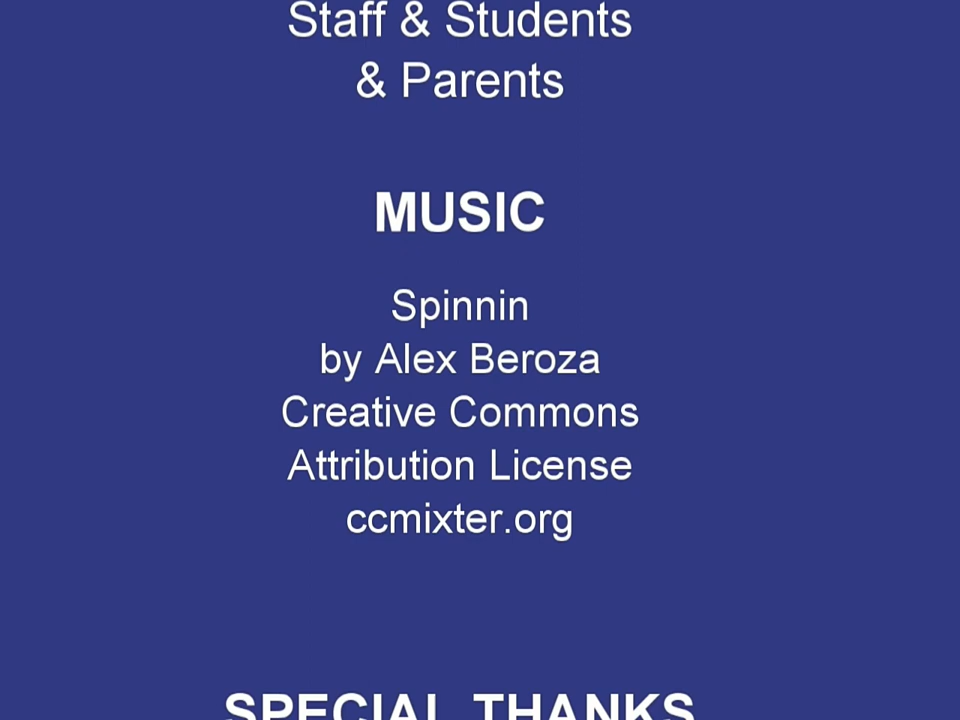 Staff & Students
& Parents
MUSIC
Spinnin
by Alex Beroza
Creative Commons
Attribution License
ccmixter.org
SPECIAL THANKS